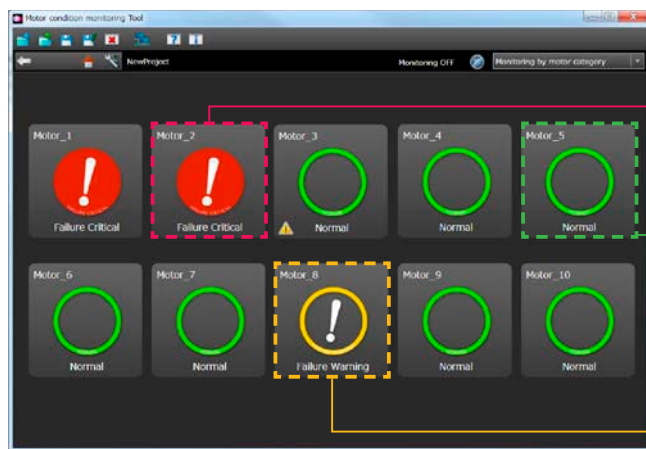 Motor condition monitoring Tool
NewProject Monitoring OFF Monitoring by motor category
Motor_1 Motor_2 Motor_3 Motor_4 Motor_5
Failure Critical Failure Critical Normal Normal Normal
Motor_6 Motor_7 Motor_8 Motor_9 Motor_10
Normal Normal Failure Warning Normal Normal